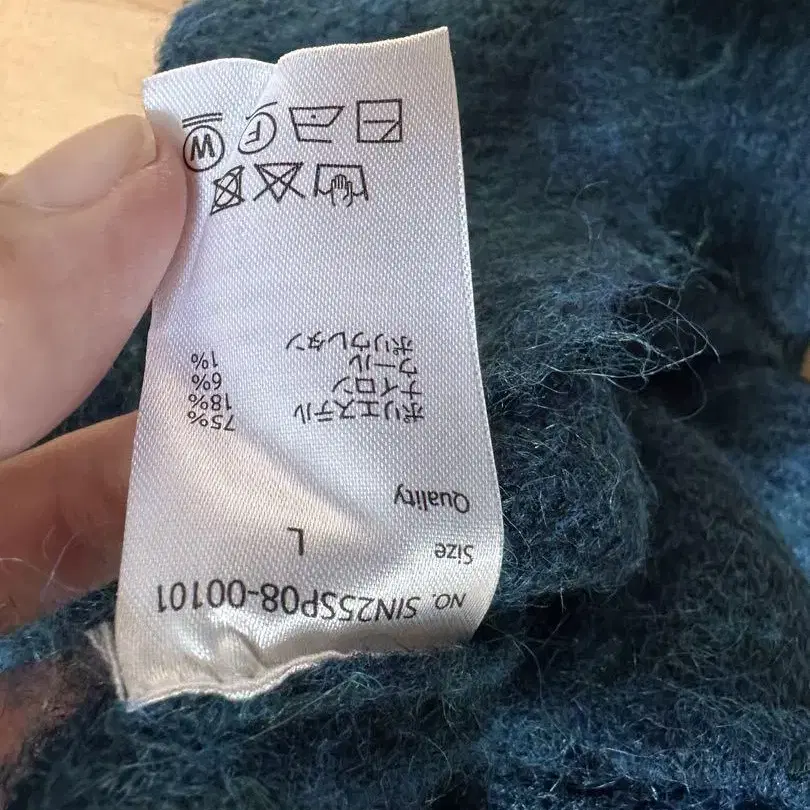 NO. SIN25SP08-00101
Size
L
Quality
ポリエステル 75%
ナイロン 18%
ウール 6%
ポリウレタン 1%
F W